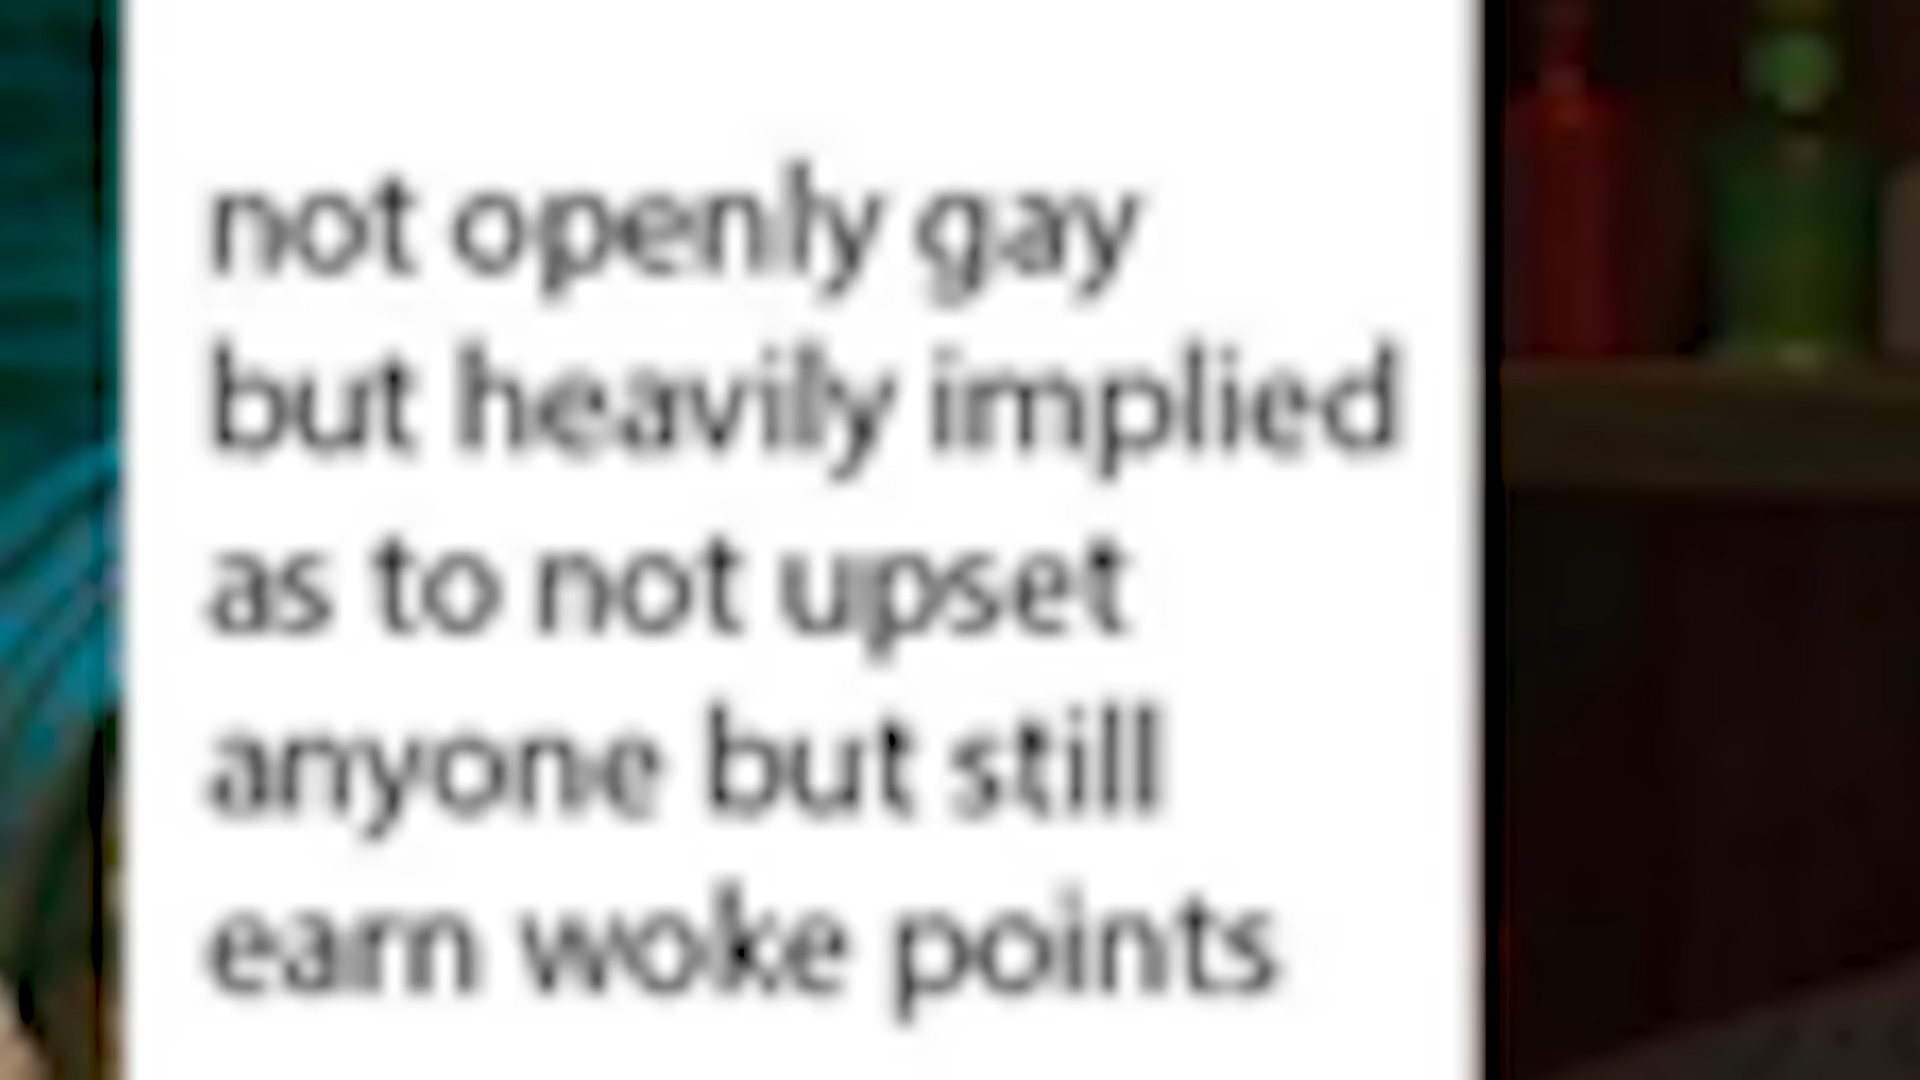 not openly gay
but heavily implied
as to not upset
anyone but still
earn woke points